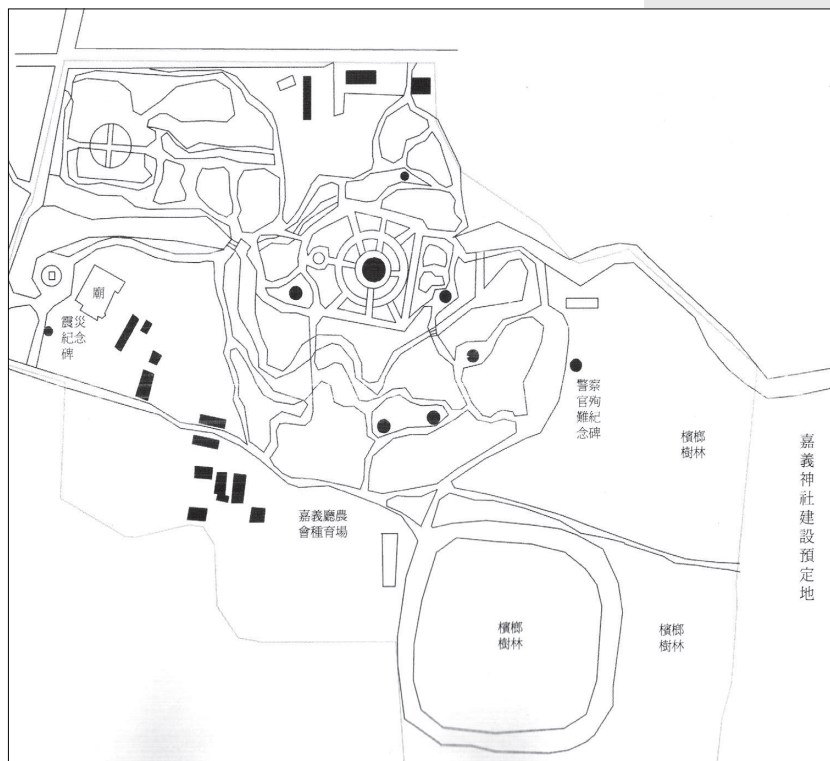 廟
震災
紀念
碑
警察
官殉
難紀
念碑
檳榔
樹林
嘉義神社建設預定地
嘉義廳農
會種育場
檳榔
樹林
檳榔
樹林